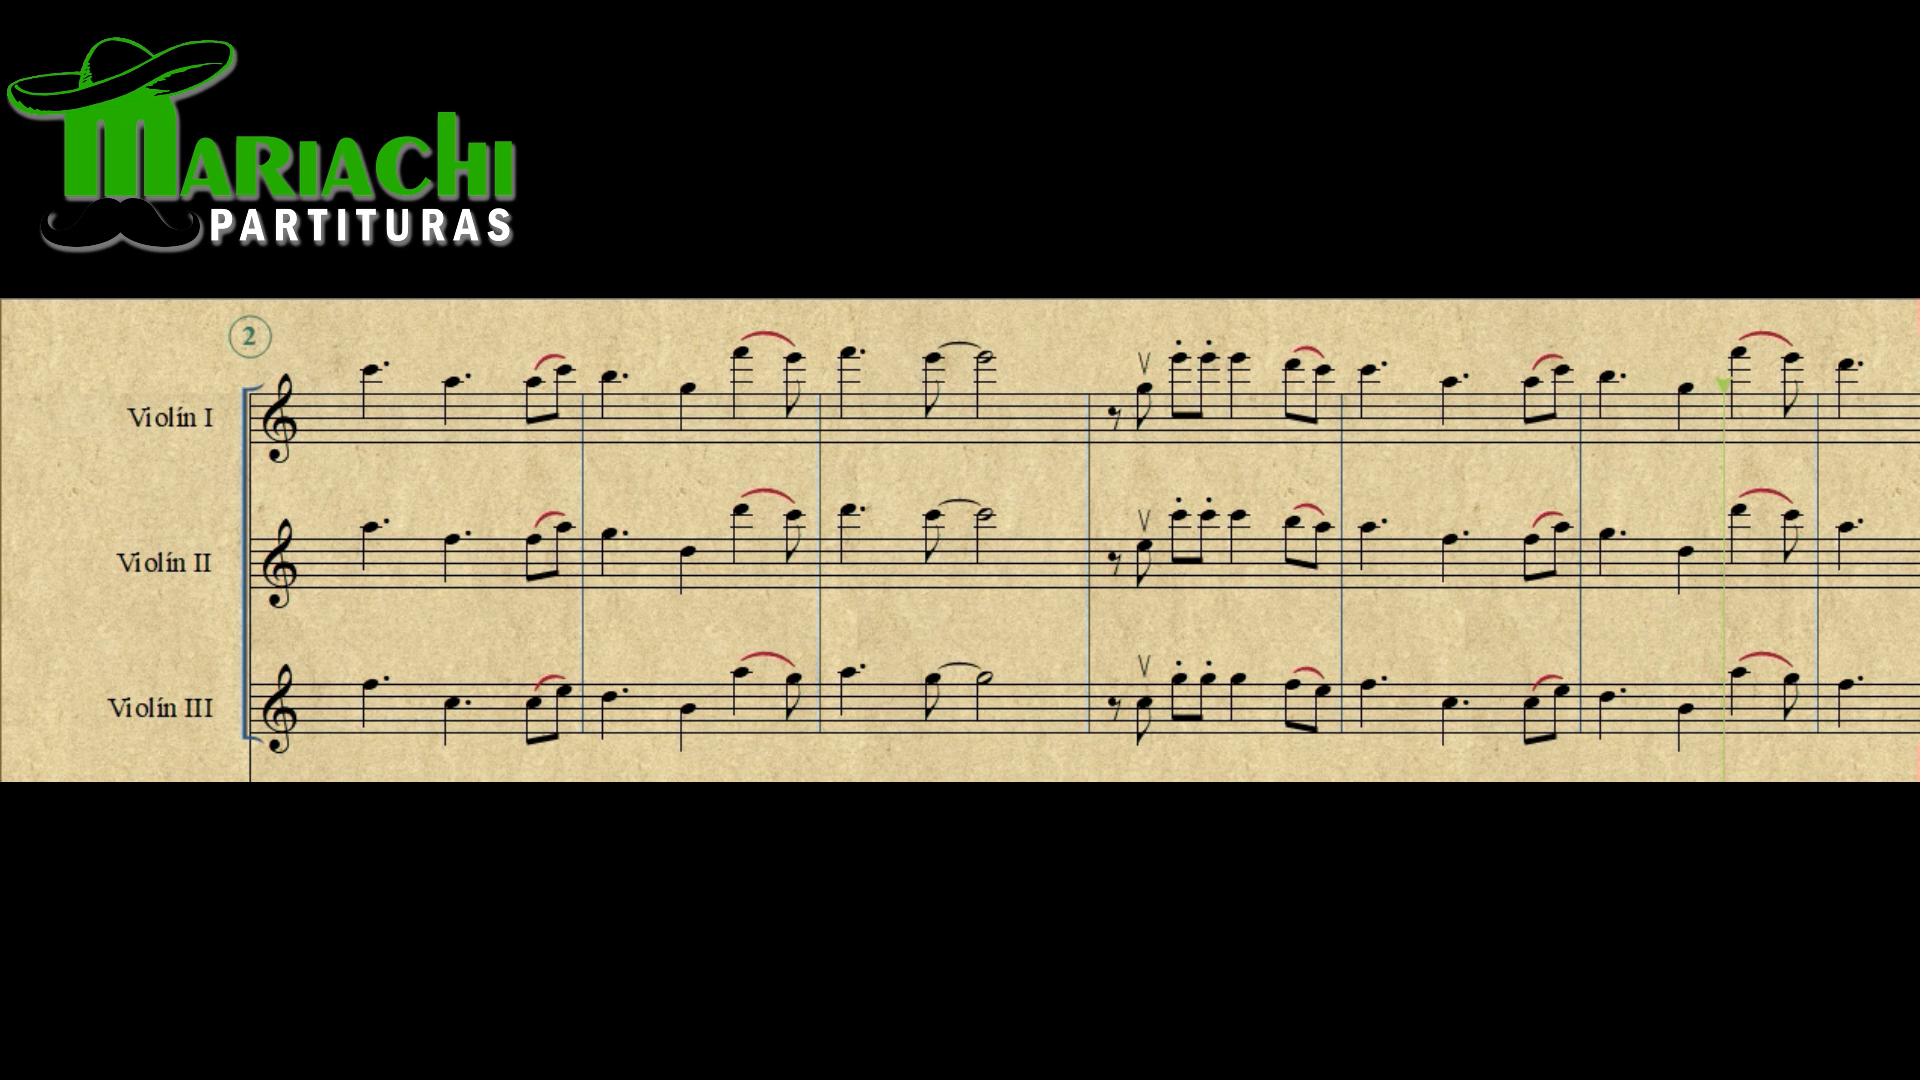 MARIACHI
PARTITURAS
2
Violín I
Violín II
Violín III